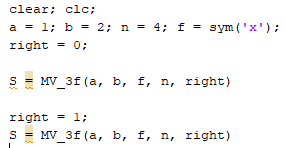 clear; clc;
a = 1; b = 2; n = 4; f = sym('x');
right = 0;
S = MV_3f(a, b, f, n, right)
right = 1;
S = MV_3f(a, b, f, n, right)